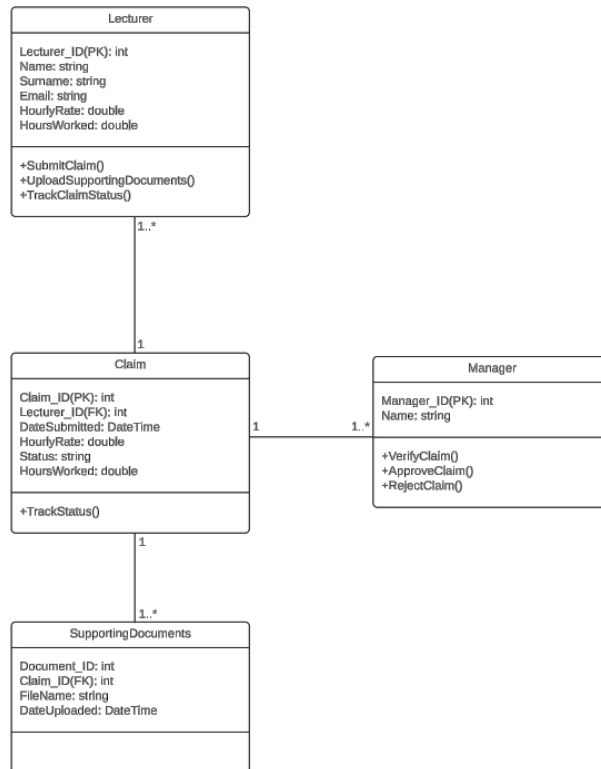 Lecturer
Lecturer_ID(PK): int
Name: string
Surname: string
Email: string
HourlyRate: double
HoursWorked: double
+SubmitClaim()
+UploadSupportingDocuments()
+TrackClaimStatus()
1..*
1
Claim
Claim_ID(PK): int
Lecturer_ID(FK): int
DateSubmitted: DateTime
HourlyRate: double
Status: string
HoursWorked: double
+TrackStatus()
1
1..*
Manager
Manager_ID(PK): int
Name: string
+VerifyClaim()
+ApproveClaim()
+RejectClaim()
1
1..*
SupportingDocuments
Document_ID: int
Claim_ID(FK): int
FileName: string
DateUploaded: DateTime